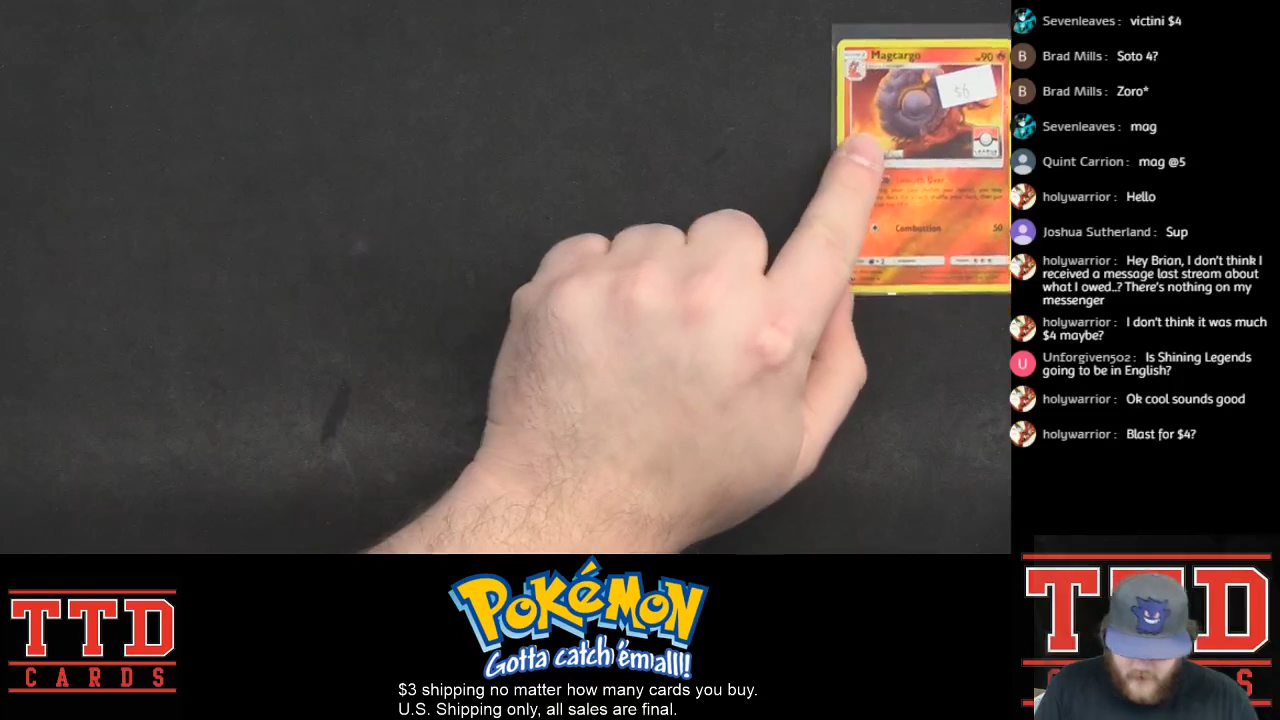 Magcargo
90
$6
LEAGUE
Smooth Over
Combustion 50
Sevenleaves : victini $4
Brad Mills : Soto 4?
Brad Mills : Zoro*
Sevenleaves : mag
Quint Carrion : mag @5
holywarrior : Hello
Joshua Sutherland : Sup
holywarrior : Hey Brian, I don't think I
received a message last stream about
what I owed..? There's nothing on my
messenger
holywarrior : I don't think it was much
$4 maybe?
Unforgiven502 : Is Shining Legends
going to be in English?
holywarrior : Ok cool sounds good
holywarrior : Blast for $4?
B
B
U
TTD
CARDS
POKéMON
Gotta catch 'em all!!
$3 shipping no matter how many cards you buy.
U.S. Shipping only, all sales are final.
T D
S